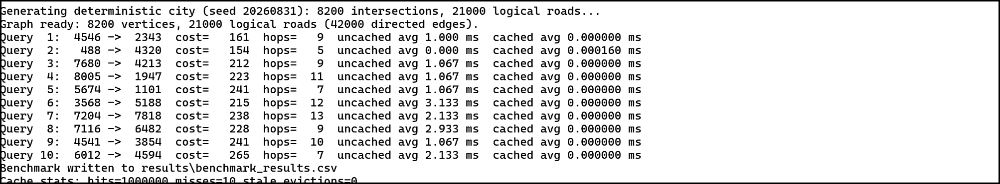 Generating deterministic city (seed 20260831): 8200 intersections, 21000 logical roads...
Graph ready: 8200 vertices, 21000 logical roads (42000 directed edges).
Query  1:  4546 ->  2343  cost=   161  hops=   9  uncached avg 1.000 ms  cached avg 0.000000 ms
Query  2:   488 ->  4320  cost=   154  hops=   5  uncached avg 0.000 ms  cached avg 0.000160 ms
Query  3:  7680 ->  4213  cost=   212  hops=   9  uncached avg 1.067 ms  cached avg 0.000000 ms
Query  4:  8005 ->  1947  cost=   223  hops=  11  uncached avg 1.067 ms  cached avg 0.000000 ms
Query  5:  5674 ->  1101  cost=   241  hops=   7  uncached avg 1.067 ms  cached avg 0.000000 ms
Query  6:  3568 ->  5188  cost=   215  hops=  12  uncached avg 3.133 ms  cached avg 0.000000 ms
Query  7:  7204 ->  7818  cost=   238  hops=  13  uncached avg 2.133 ms  cached avg 0.000000 ms
Query  8:  7116 ->  6482  cost=   228  hops=   9  uncached avg 2.933 ms  cached avg 0.000000 ms
Query  9:  4541 ->  3854  cost=   241  hops=  10  uncached avg 1.067 ms  cached avg 0.000000 ms
Query 10:  6012 ->  4594  cost=   265  hops=   7  uncached avg 2.133 ms  cached avg 0.000000 ms
Benchmark written to results\benchmark_results.csv
Cache stats: hits=1000000 misses=10 stale evictions=0